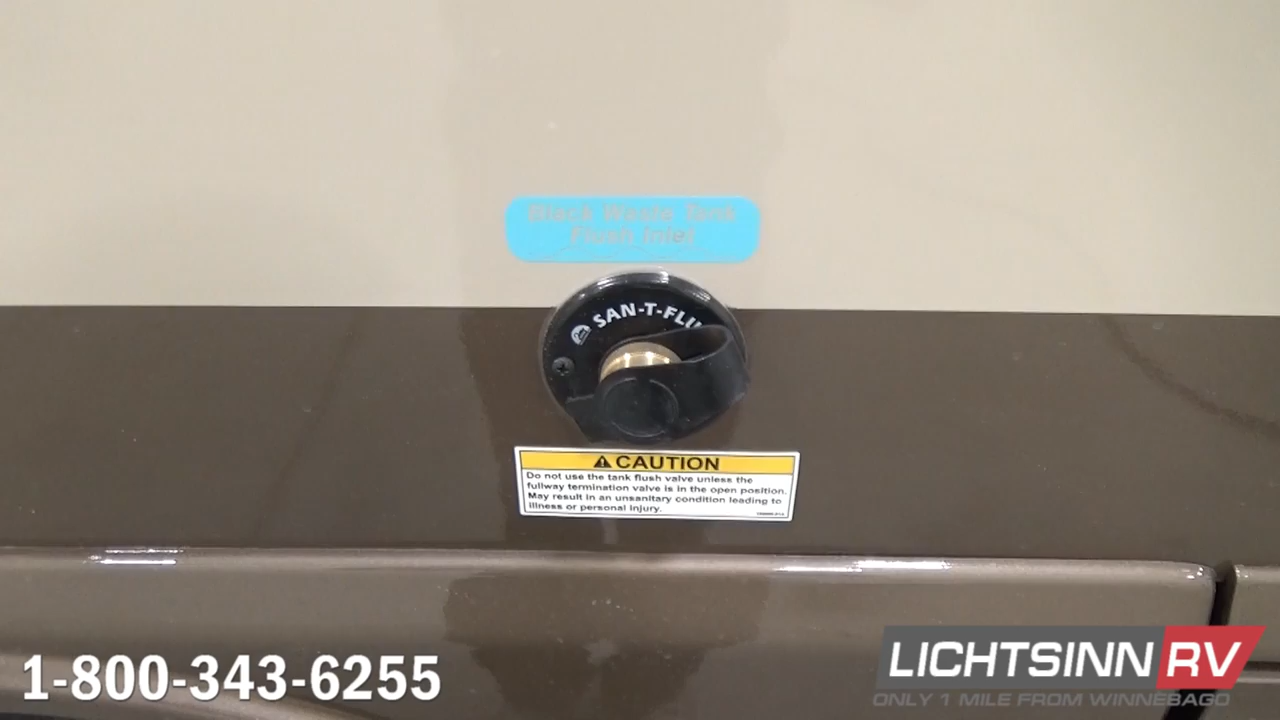 Black Waste Tank
Flush Inlet
SAN-T-FLU
CAUTION
Do not use the tank flush valve unless the
fullway termination valve is in the open position.
May result in an unsanitary condition leading to
illness or personal injury.
1-800-343-6255
LICHTSINN RV
ONLY 1 MILE FROM WINNEBAGO